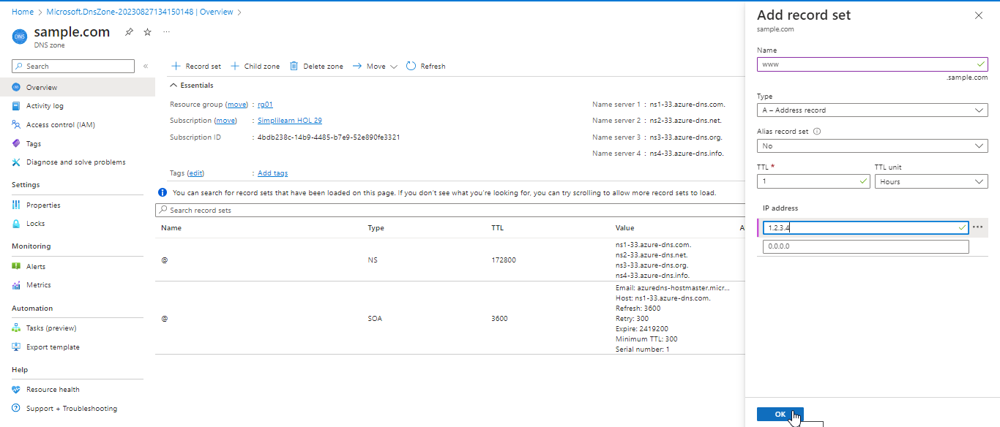 Home > Microsoft.DnsZone-20230827134150148 | Overview >
DNS
sample.com
DNS zone
Search
Overview
Activity log
Access control (IAM)
Tags
Diagnose and solve problems
Settings
Properties
Locks
Monitoring
Alerts
Metrics
Automation
Tasks (preview)
Export template
Help
Resource health
Support + Troubleshooting
Record set Child zone Delete zone Move Refresh
Essentials
Resource group (move) : rg01
Subscription (move) : Simplilearn HOL 29
Subscription ID : 4bdb238c-14b9-4485-b7e9-52e890fe3321
Name server 1 : ns1-33.azure-dns.com.
Name server 2 : ns2-33.azure-dns.net.
Name server 3 : ns3-33.azure-dns.org.
Name server 4 : ns4-33.azure-dns.info.
Tags (edit) : Add tags
You can search for record sets that have been loaded on this page. If you don't see what you're looking for, you can try scrolling to allow more record sets to load.
Search record sets
Name Type TTL Value A
@ NS 172800
ns1-33.azure-dns.com.
ns2-33.azure-dns.net.
ns3-33.azure-dns.org.
ns4-33.azure-dns.info.
@ SOA 3600
Email: azuredns-hostmaster.micr...
Host: ns1-33.azure-dns.com.
Refresh: 3600
Retry: 300
Expire: 2419200
Minimum TTL: 300
Serial number: 1
Add record set
sample.com
Name
www
.sample.com
Type
A – Address record
Alias record set
No
TTL * TTL unit
1 Hours
IP address
1.2.3.4
0.0.0.0
OK